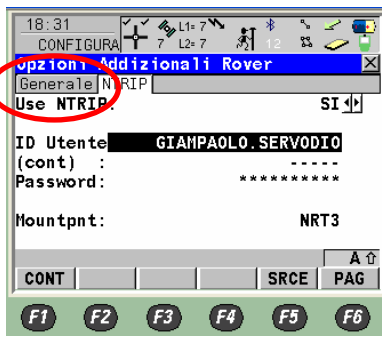 18:31
CONFIGURA
7
L1= 7
L2= 7
12
Opzioni Addizionali Rover
Generale NTRIP
Use NTRIP: SI
ID Utente GIAMPAOLO.SERVODIO
(cont) : -----
Password: **********
Mountpnt: NRT3
A
CONT SRCE PAG
F1 F2 F3 F4 F5 F6